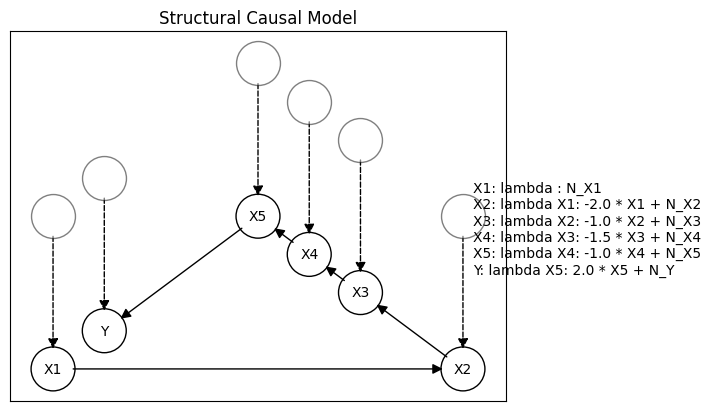 Structural Causal Model
X1: lambda : N_X1
X2: lambda X1: -2.0 * X1 + N_X2
X3: lambda X2: -1.0 * X2 + N_X3
X4: lambda X3: -1.5 * X3 + N_X4
X5: lambda X4: -1.0 * X4 + N_X5
Y: lambda X5: 2.0 * X5 + N_Y
X5
X4
X3
Y
X1
X2